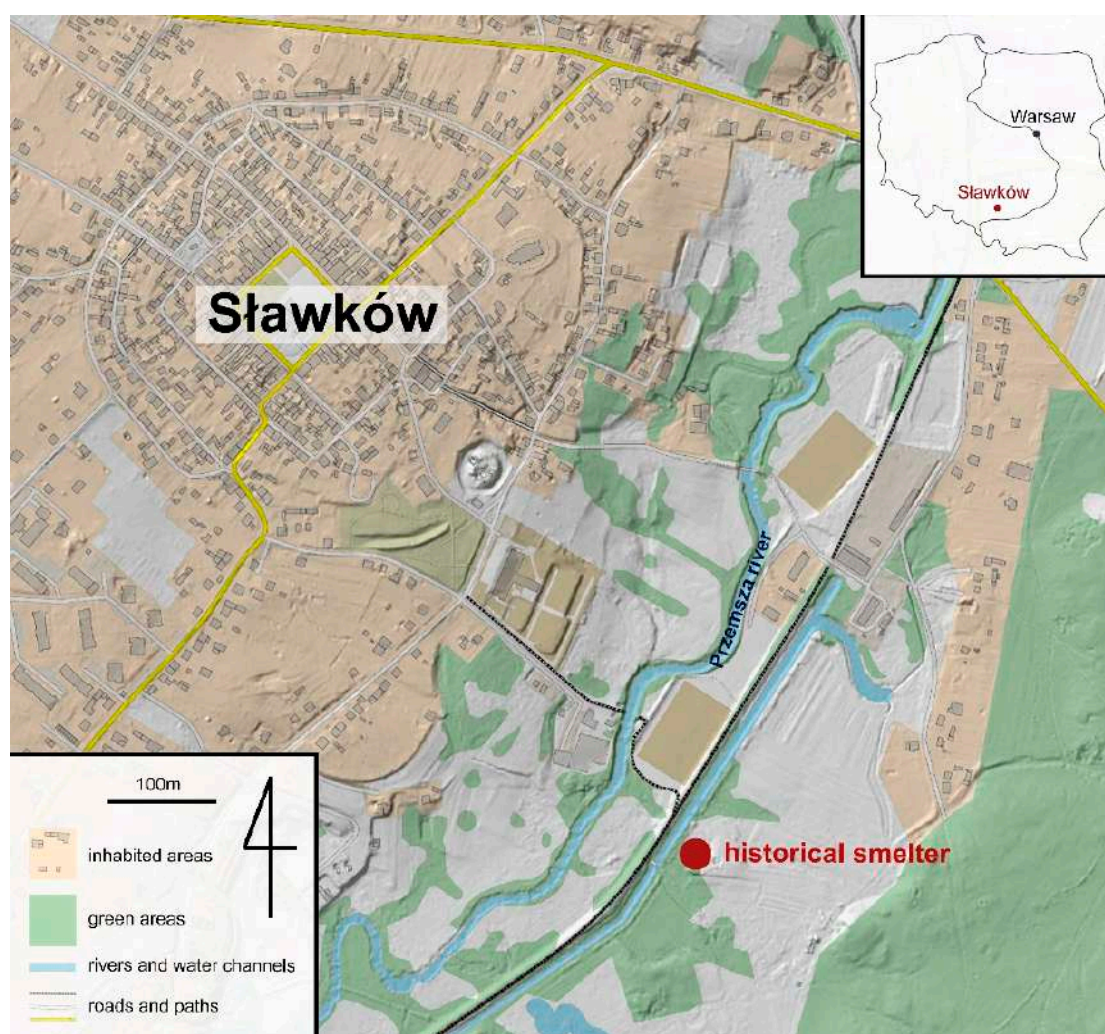 Warsaw
Sławków
Sławków
Przemsza river
historical smelter
100m
inhabited areas
green areas
rivers and water channels
roads and paths